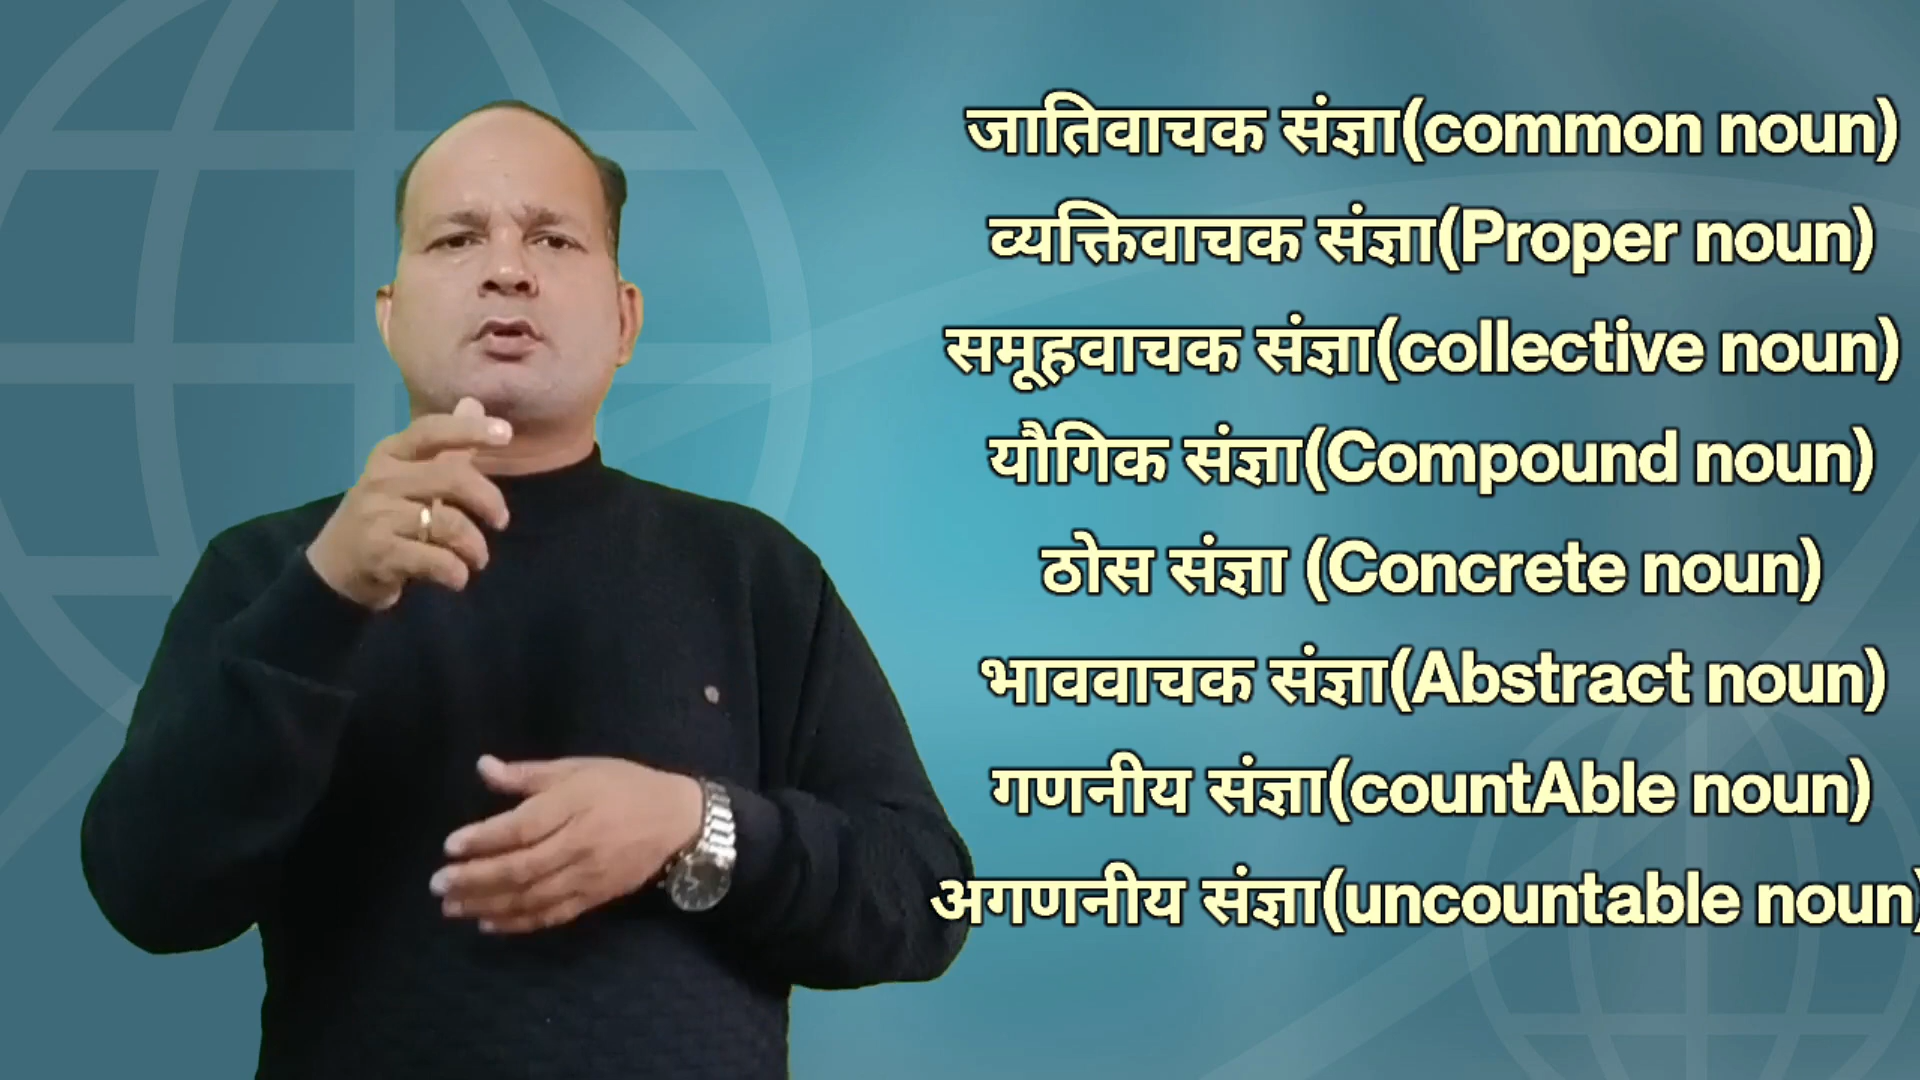 जातिवाचक संज्ञा(common noun)
व्यक्तिवाचक संज्ञा(Proper noun)
समूहवाचक संज्ञा(collective noun)
यौगिक संज्ञा(Compound noun)
ठोस संज्ञा (Concrete noun)
भाववाचक संज्ञा(Abstract noun)
गणनीय संज्ञा(countAble noun)
अगणनीय संज्ञा(uncountable noun)